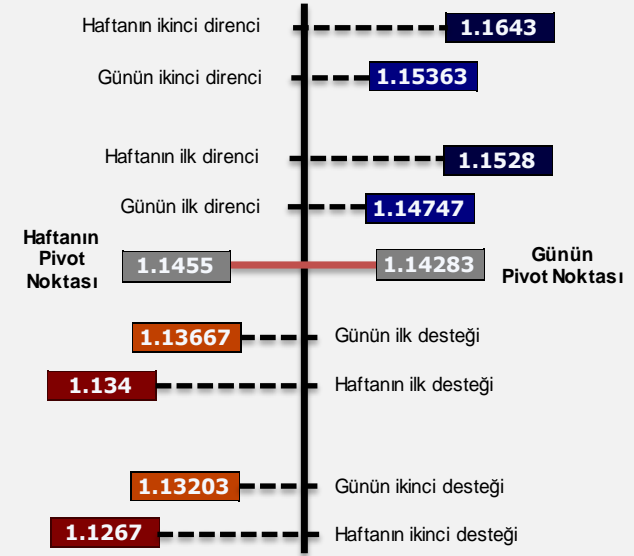 Haftanın ikinci direnci 1.1643
Günün ikinci direnci 1.15363
Haftanın ilk direnci 1.1528
Günün ilk direnci 1.14747
Haftanın
Pivot
Noktası
1.1455
1.14283
Günün
Pivot Noktası
1.13667 Günün ilk desteği
1.134 Haftanın ilk desteği
1.13203 Günün ikinci desteği
1.1267 Haftanın ikinci desteği